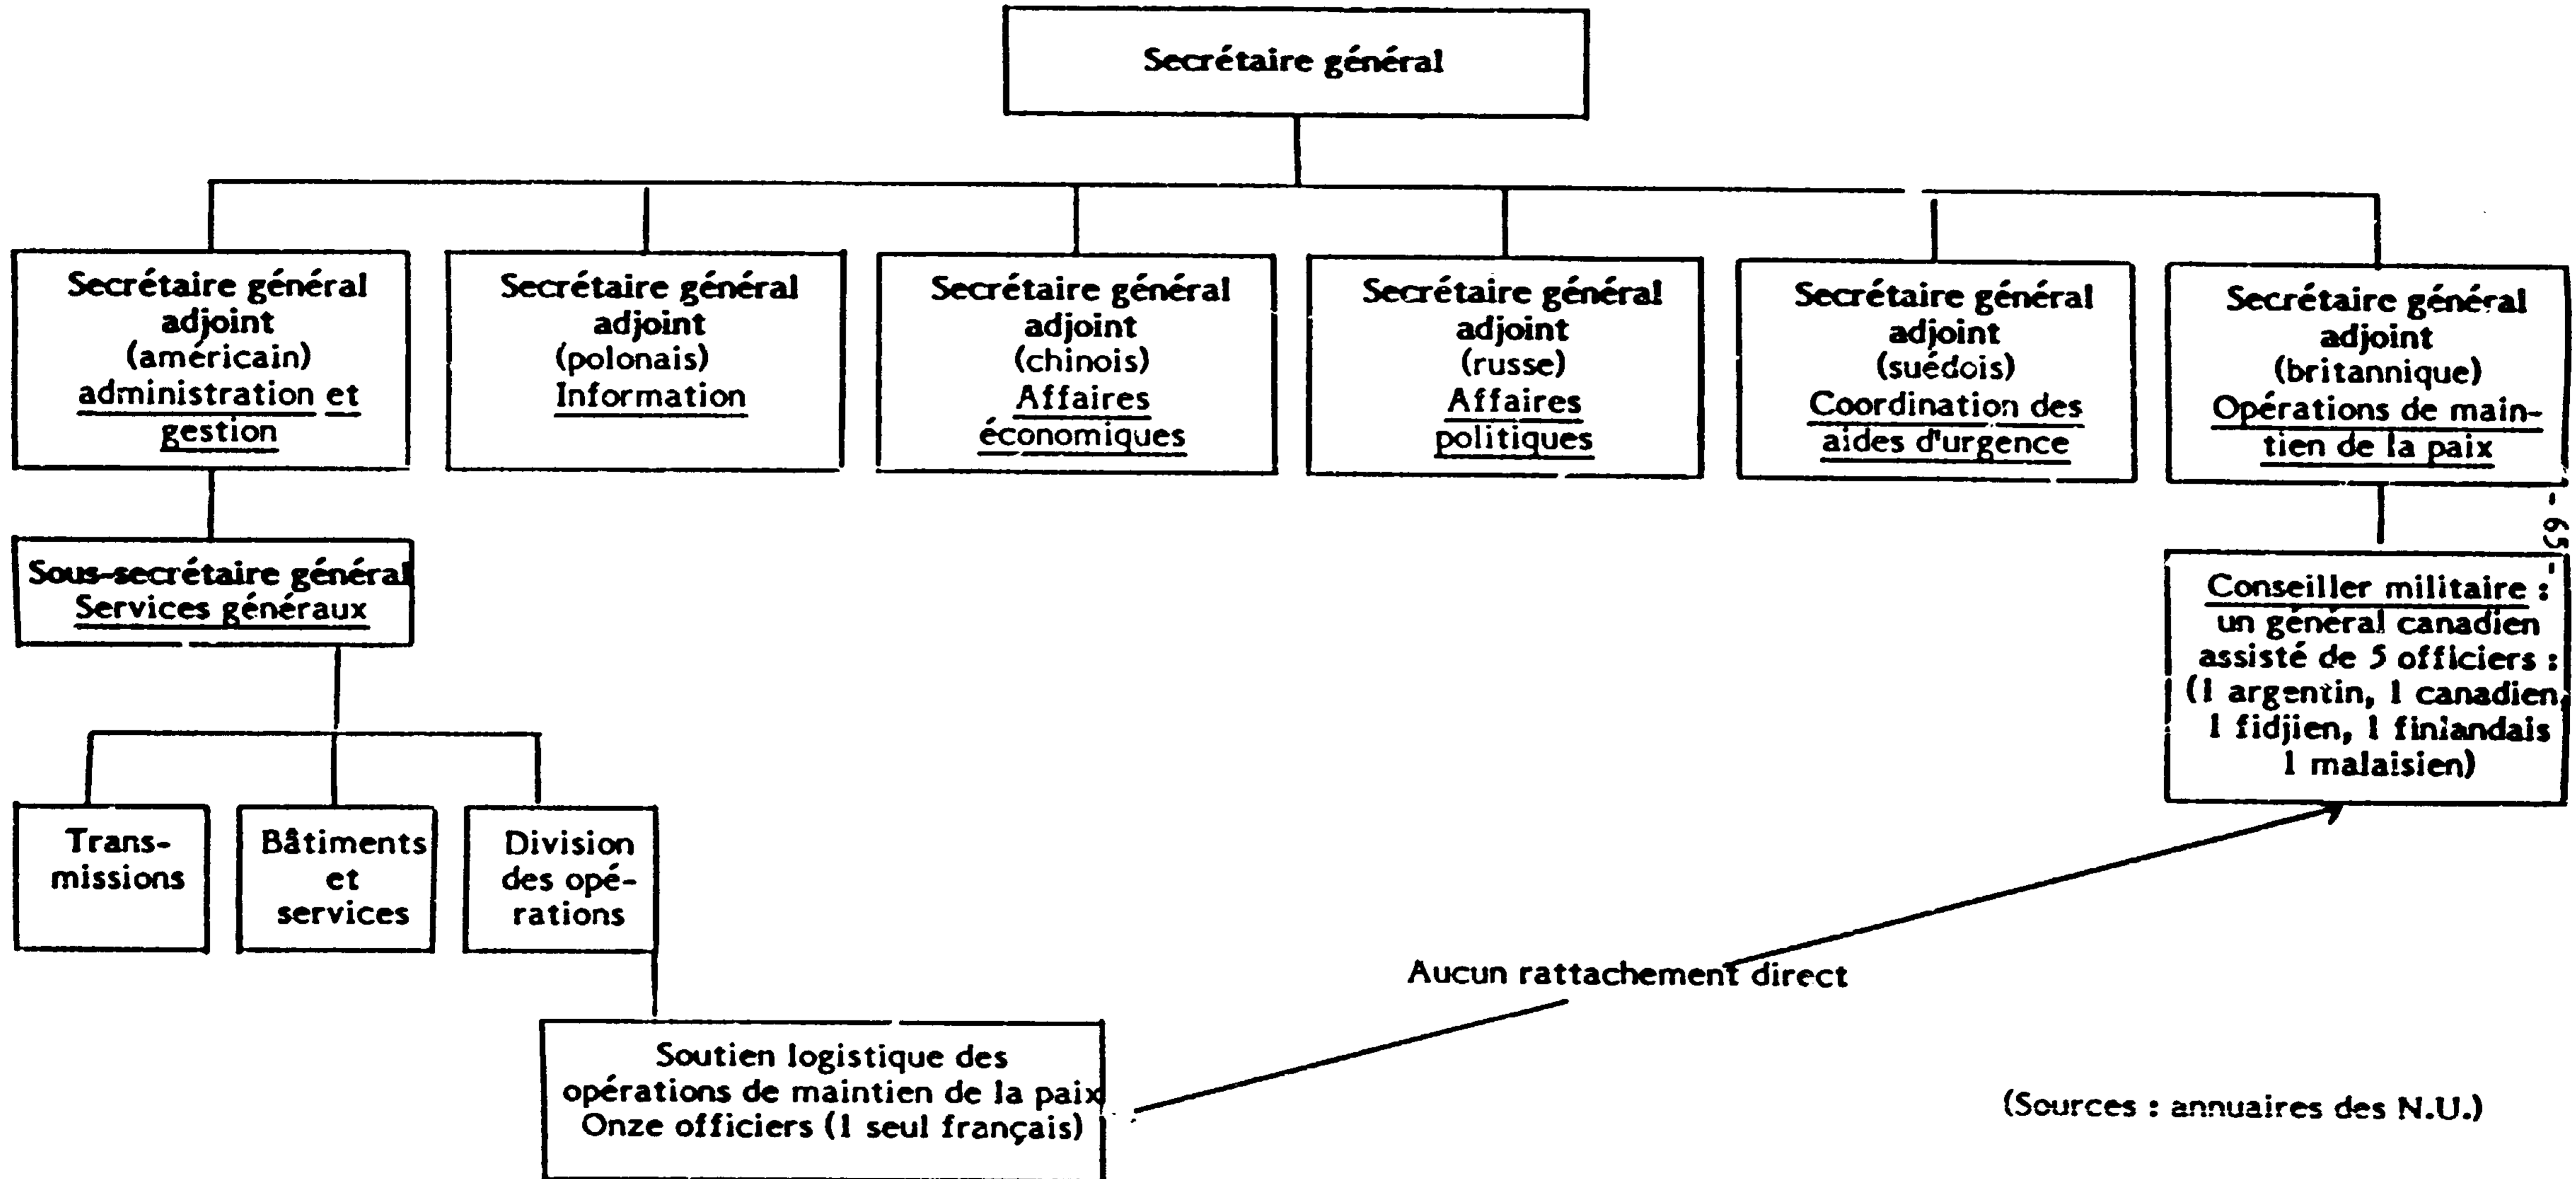 Secrétaire général
Secrétaire général
adjoint
(américain)
administration et
gestion
Secrétaire général
adjoint
(polonais)
Information
Secrétaire général
adjoint
(chinois)
Affaires
économiques
Secrétaire général
adjoint
(russe)
Affaires
politiques
Secrétaire général
adjoint
(suédois)
Coordination des
aides d'urgence
Secrétaire général
adjoint
(britannique)
Opérations de main-
tien de la paix
- 65 -
Sous-secrétaire général
Services généraux
Conseiller militaire :
un général canadien
assisté de 5 officiers :
(1 argentin, 1 canadien,
1 fidjien, 1 finlandais
1 malaisien)
Trans-
missions
Bâtiments
et
services
Division
des opé-
rations
Aucun rattachement direct
Soutien logistique des
opérations de maintien de la paix
Onze officiers (1 seul français)
(Sources : annuaires des N.U.)